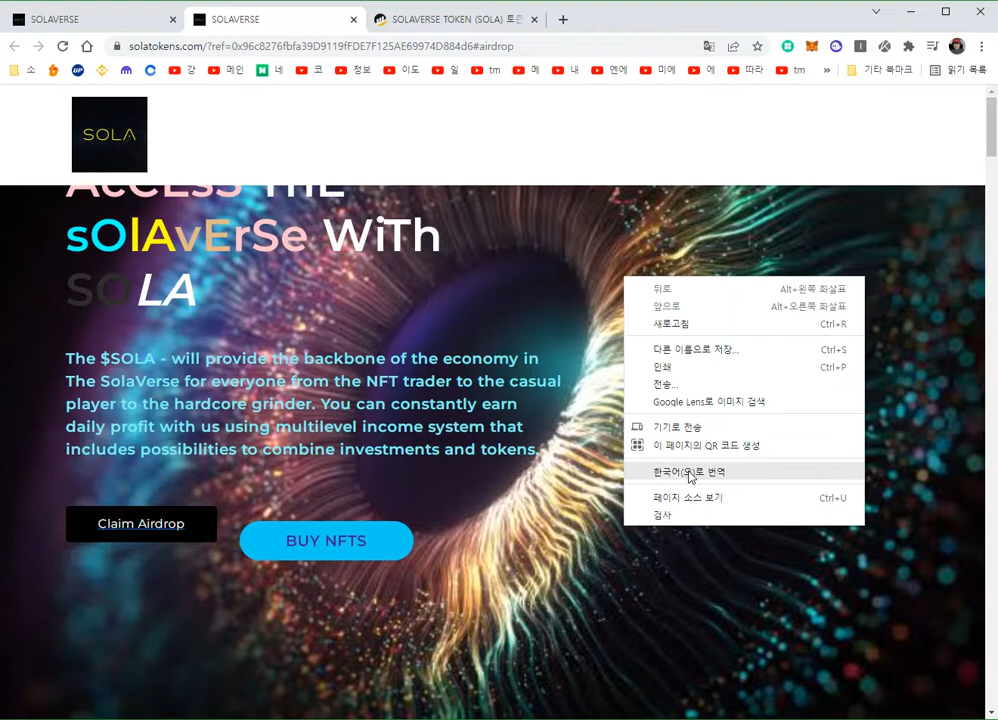 SOLAVERSE
SOLAVERSE
SOLAVERSE TOKEN (SOLA) 토큰
solatokens.com/?ref=0x96c8276fbfa39D9119fFDE7F125AE69974D884d6#airdrop
소
UP
강
메인
N 네
코
정보
이도
일
tm
메
내
엔에
미에
에
따라
tm
»
기타 북마크
읽기 목록
SOLA
AcCESS THE
sOlAvErSe WiTh
SOLA
The $SOLA - will provide the backbone of the economy in
The SolaVerse for everyone from the NFT trader to the casual
player to the hardcore grinder. You can constantly earn
daily profit with us using multilevel income system that
includes possibilities to combine investments and tokens.
Claim Airdrop
BUY NFTS
뒤로 Alt+왼쪽 화살표
앞으로 Alt+오른쪽 화살표
새로고침 Ctrl+R
다른 이름으로 저장... Ctrl+S
인쇄 Ctrl+P
전송...
Google Lens로 이미지 검색
기기로 전송
이 페이지의 QR 코드 생성
한국어(으)로 번역
페이지 소스 보기 Ctrl+U
검사